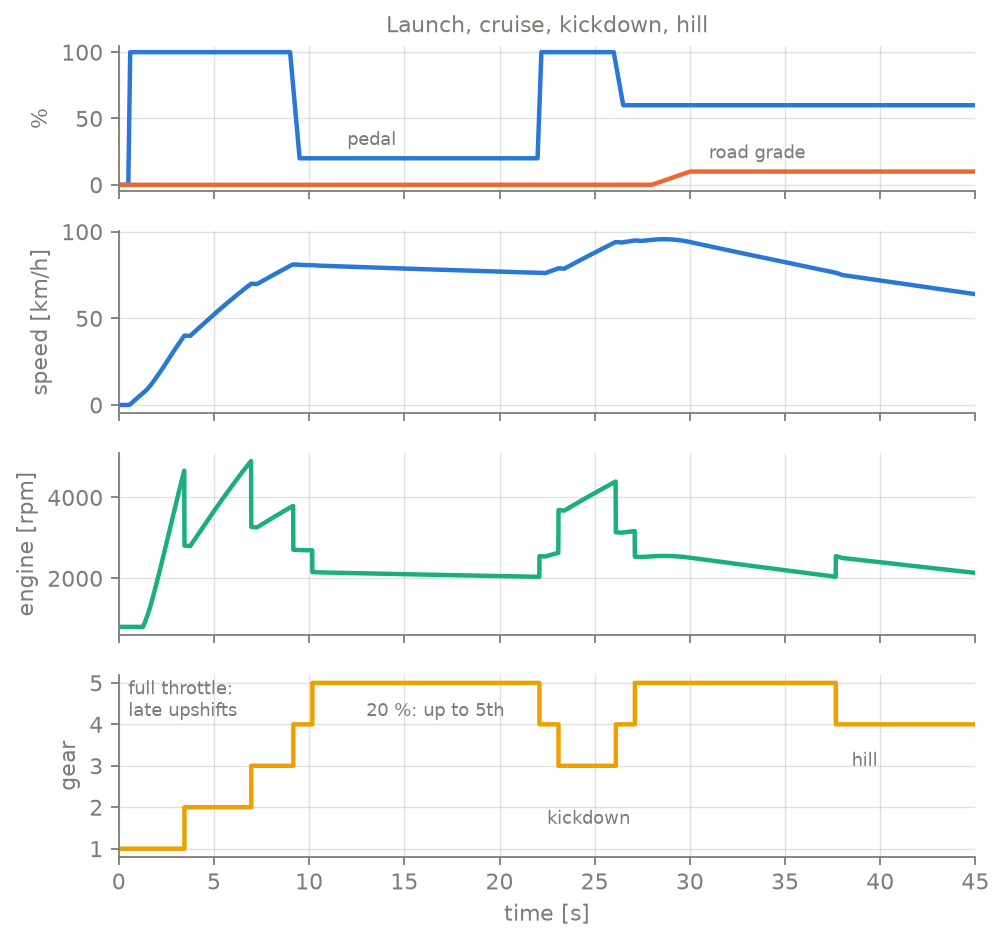 Launch, cruise, kickdown, hill
100
50
0
%
pedal
road grade
100
50
0
speed [km/h]
4000
2000
engine [rpm]
5
4
3
2
1
gear
full throttle:
late upshifts
20 %: up to 5th
hill
kickdown
0 5 10 15 20 25 30 35 40 45
time [s]